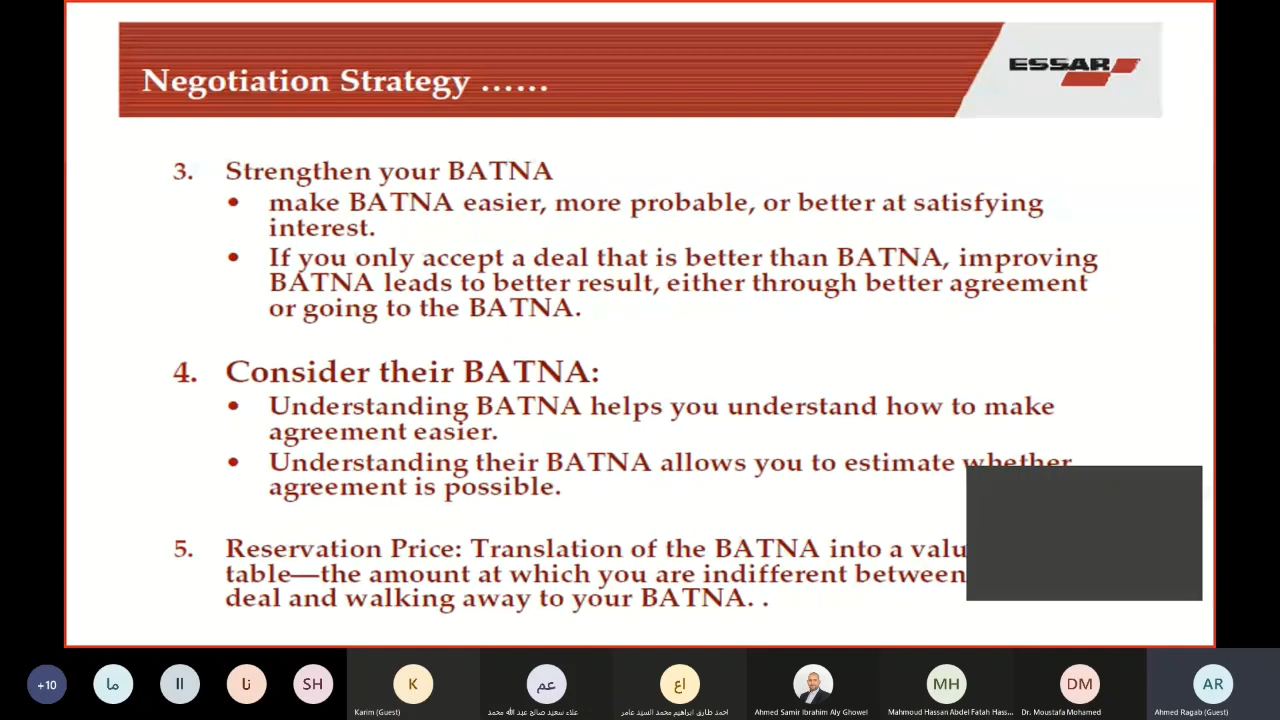 Negotiation Strategy ......
ESSAR
3. Strengthen your BATNA
• make BATNA easier, more probable, or better at satisfying
interest.
• If you only accept a deal that is better than BATNA, improving
BATNA leads to better result, either through better agreement
or going to the BATNA.
4. Consider their BATNA:
• Understanding BATNA helps you understand how to make
agreement easier.
• Understanding their BATNA allows you to estimate whether
agreement is possible.
5. Reservation Price: Translation of the BATNA into a valu
table—the amount at which you are indifferent between
deal and walking away to your BATNA. .
+10
ما
اا
نا
SH
K
عم
اع
MH
DM
AR
Karim (Guest)
علاء سعيد صالح عبد الله محمد
احمد طارق ابراهيم محمد السيد عامر
Ahmed Samir Ibrahim Aly Ghowel
Mahmoud Hassan Abdel Fatah Hass...
Dr. Moustafa Mohamed
Ahmed Ragab (Guest)